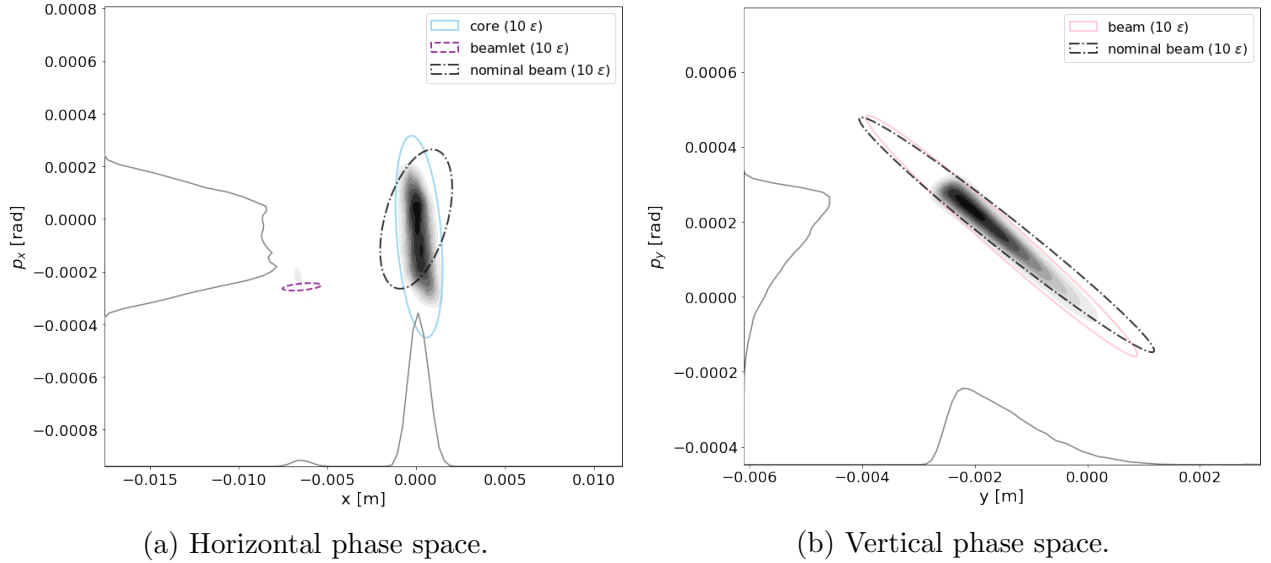 0.0008
0.0006
0.0004
0.0002
0.0000
−0.0002
−0.0004
−0.0006
−0.0008
pₓ [rad]
core (10 ε)
beamlet (10 ε)
nominal beam (10 ε)
−0.015 −0.010 −0.005 0.000 0.005 0.010
x [m]
(a) Horizontal phase space.
0.0006
0.0004
0.0002
0.0000
−0.0002
−0.0004
p_y [rad]
beam (10 ε)
nominal beam (10 ε)
−0.006 −0.004 −0.002 0.000 0.002
y [m]
(b) Vertical phase space.